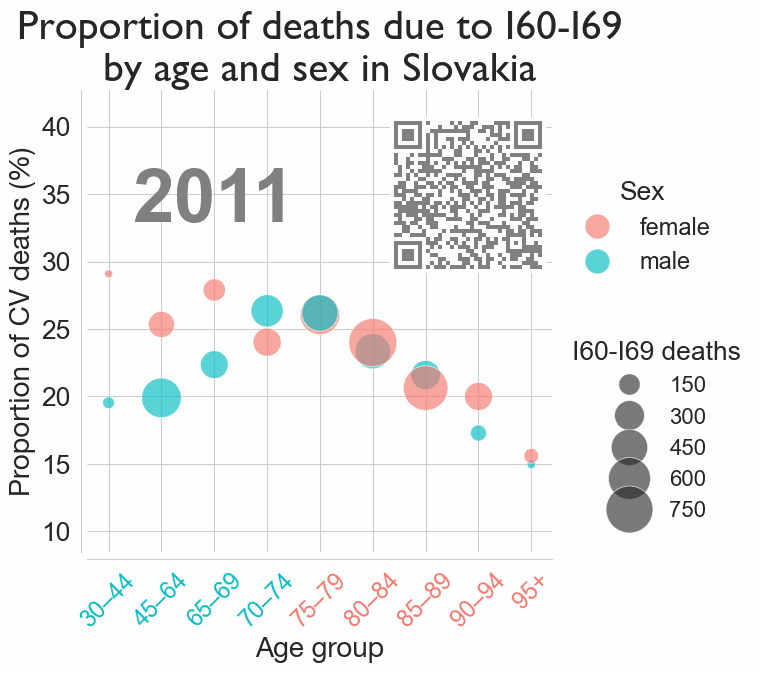 Proportion of deaths due to I60-I69
by age and sex in Slovakia
Proportion of CV deaths (%)
40
35
30
25
20
15
10
2011
Sex
female
male
I60-I69 deaths
150
300
450
600
750
30–44
45–64
65–69
70–74
75–79
80–84
85–89
90–94
95+
Age group